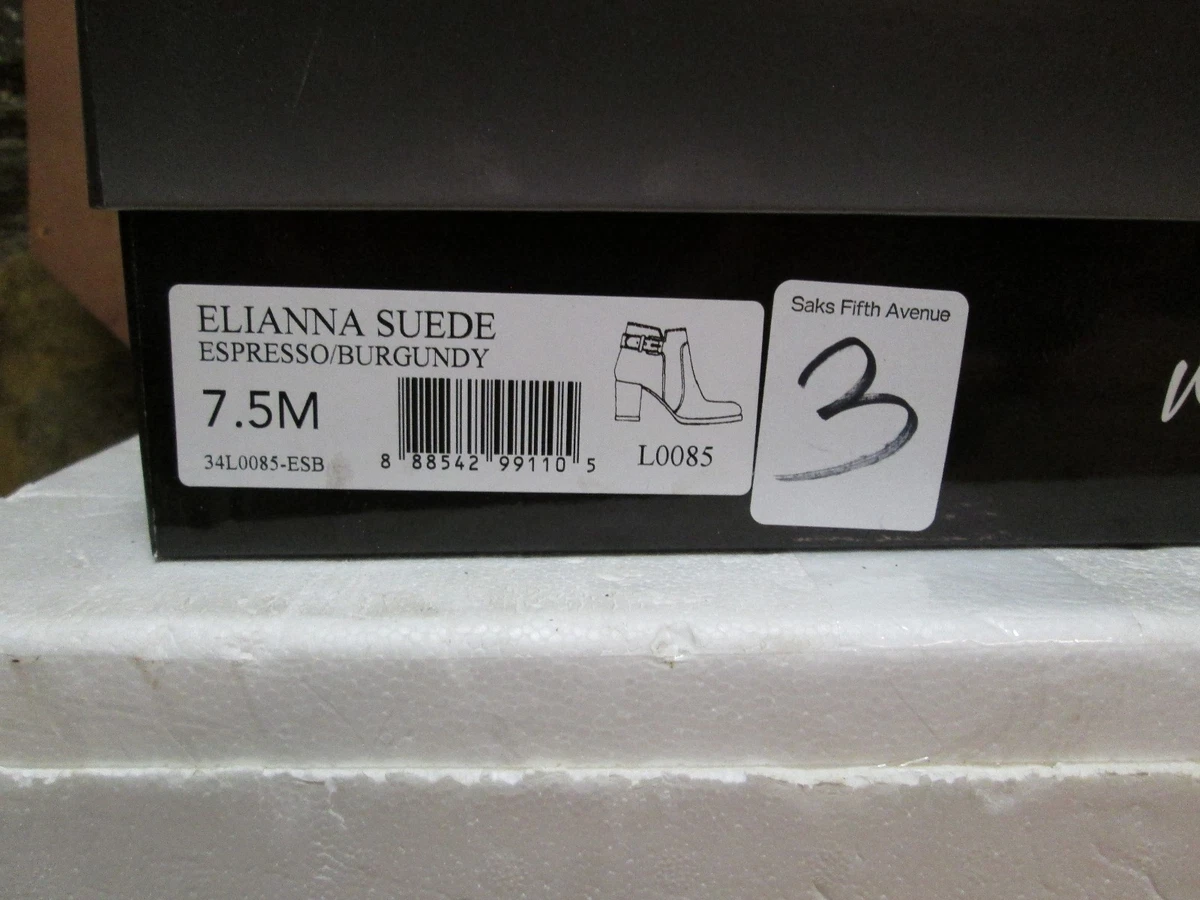 ELIANNA SUEDE
ESPRESSO/BURGUNDY
7.5M
34L0085-ESB
8 88542 99110 5
L0085
Saks Fifth Avenue
3